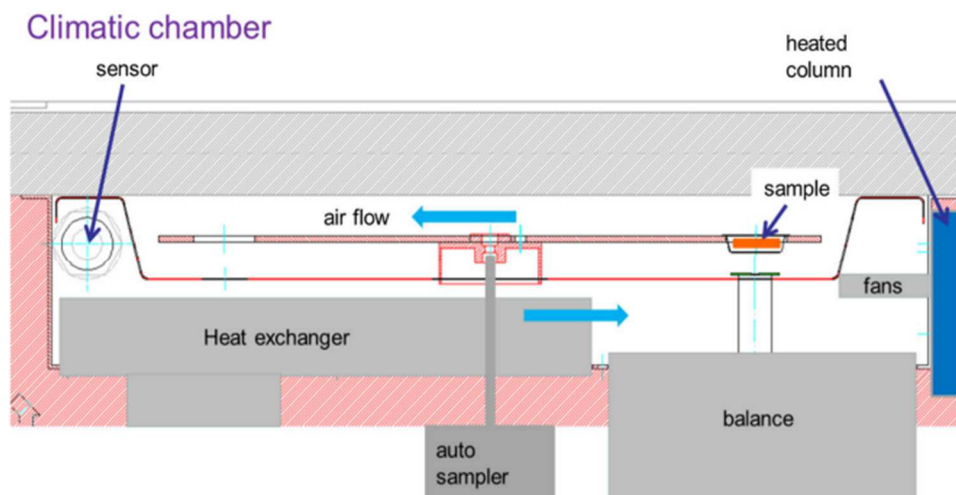 Climatic chamber
sensor
heated
column
sample
air flow
fans
Heat exchanger
balance
auto
sampler